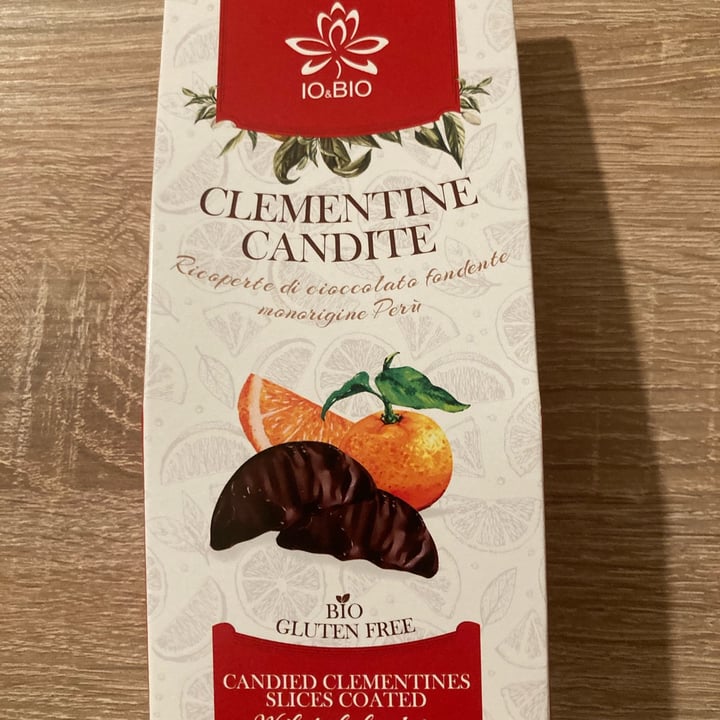 IO&BIO
CLEMENTINE
CANDITE
Ricoperte di cioccolato fondente
monorigine Perù
BIO
GLUTEN FREE
CANDIED CLEMENTINES
SLICES COATED